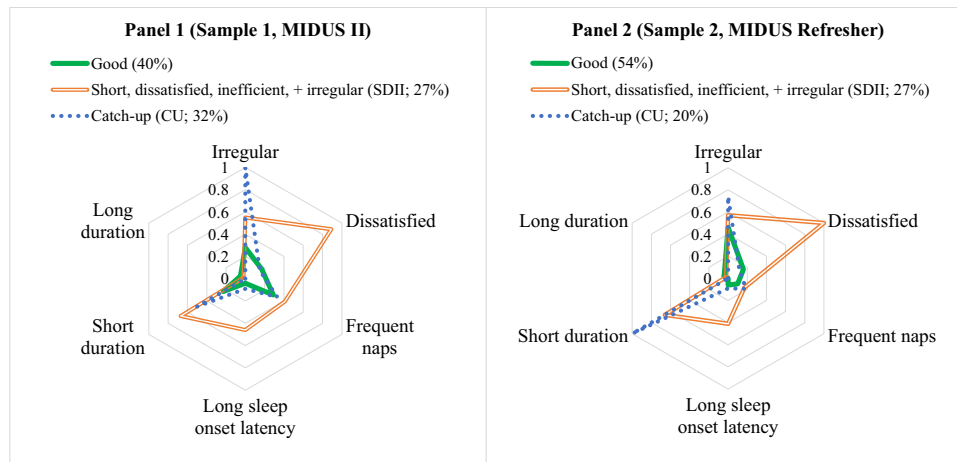 Panel 1 (Sample 1, MIDUS II)
Good (40%)
Short, dissatisfied, inefficient, + irregular (SDII; 27%)
Catch-up (CU; 32%)
Irregular
1
0.8
0.6
0.4
0.2
0
Long
duration
Dissatisfied
Short
duration
Frequent
naps
Long sleep
onset latency
Panel 2 (Sample 2, MIDUS Refresher)
Good (54%)
Short, dissatisfied, inefficient, + irregular (SDII; 27%)
Catch-up (CU; 20%)
Irregular
1
0.8
0.6
0.4
0.2
0
Long duration
Dissatisfied
Short duration
Frequent naps
Long sleep
onset latency